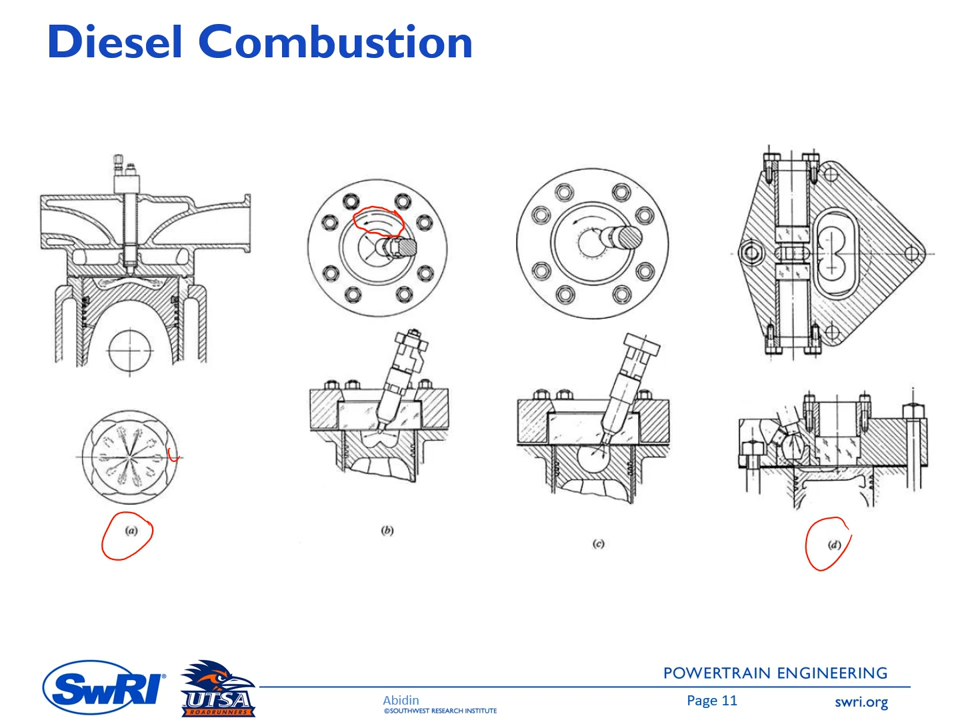 Diesel Combustion
(a)
(b)
(c)
(d)
SwRI®
UTSA
ROADRUNNERS
POWERTRAIN ENGINEERING
Abidin
©SOUTHWEST RESEARCH INSTITUTE
Page 11
swri.org